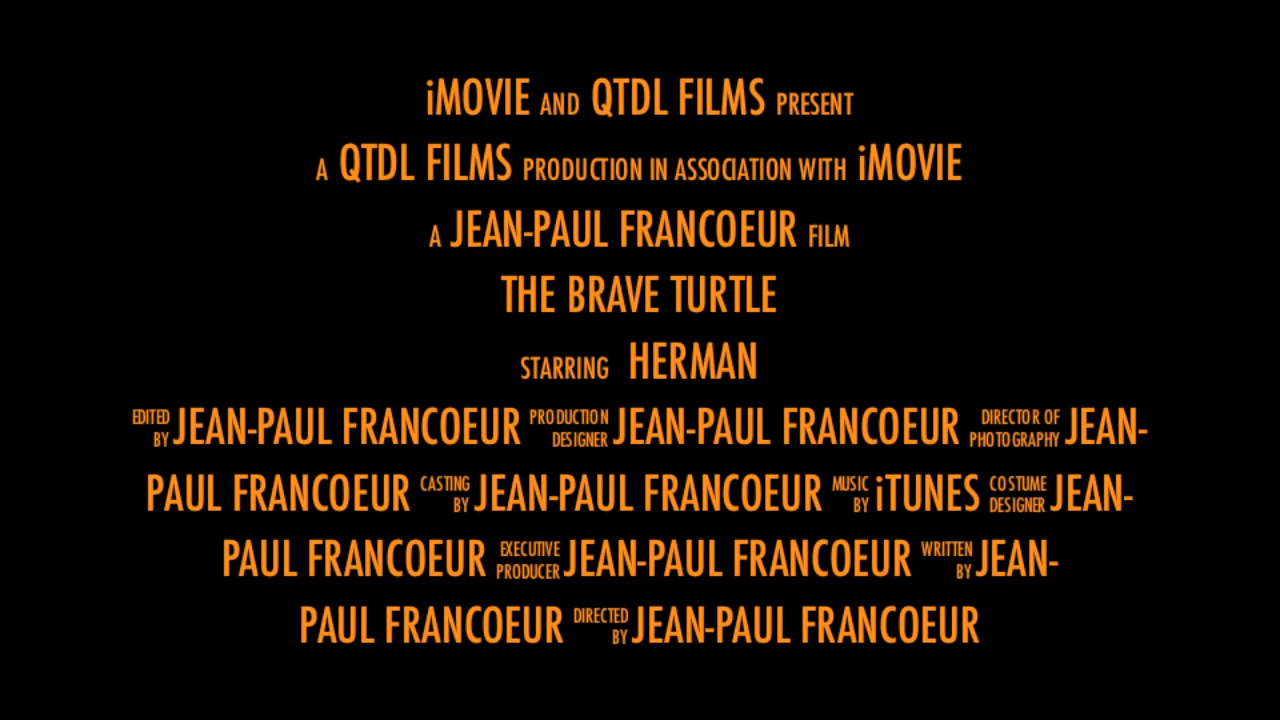 iMOVIE AND QTDL FILMS PRESENT
A QTDL FILMS PRODUCTION IN ASSOCIATION WITH iMOVIE
A JEAN-PAUL FRANCOEUR FILM
THE BRAVE TURTLE
STARRING HERMAN
EDITED BY JEAN-PAUL FRANCOEUR PRODUCTION DESIGNER JEAN-PAUL FRANCOEUR DIRECTOR OF PHOTOGRAPHY JEAN-
PAUL FRANCOEUR CASTING BY JEAN-PAUL FRANCOEUR MUSIC BY iTUNES COSTUME DESIGNER JEAN-
PAUL FRANCOEUR EXECUTIVE PRODUCER JEAN-PAUL FRANCOEUR WRITTEN BY JEAN-
PAUL FRANCOEUR DIRECTED BY JEAN-PAUL FRANCOEUR